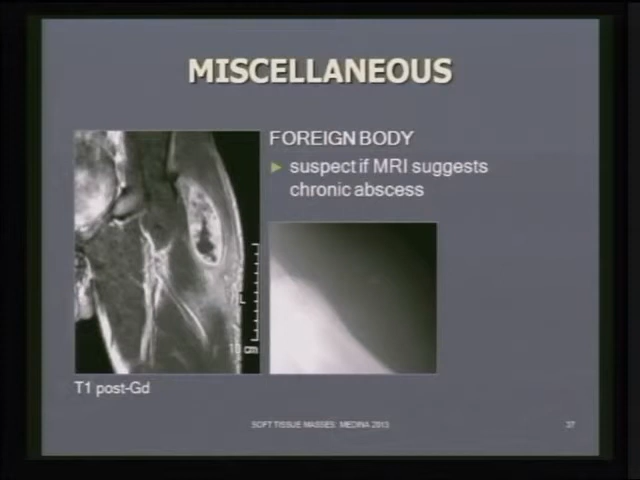 MISCELLANEOUS
FOREIGN BODY
suspect if MRI suggests
chronic abscess
10 cm
T1 post-Gd
SOFT TISSUE MASSES: MEDINA 2013
37